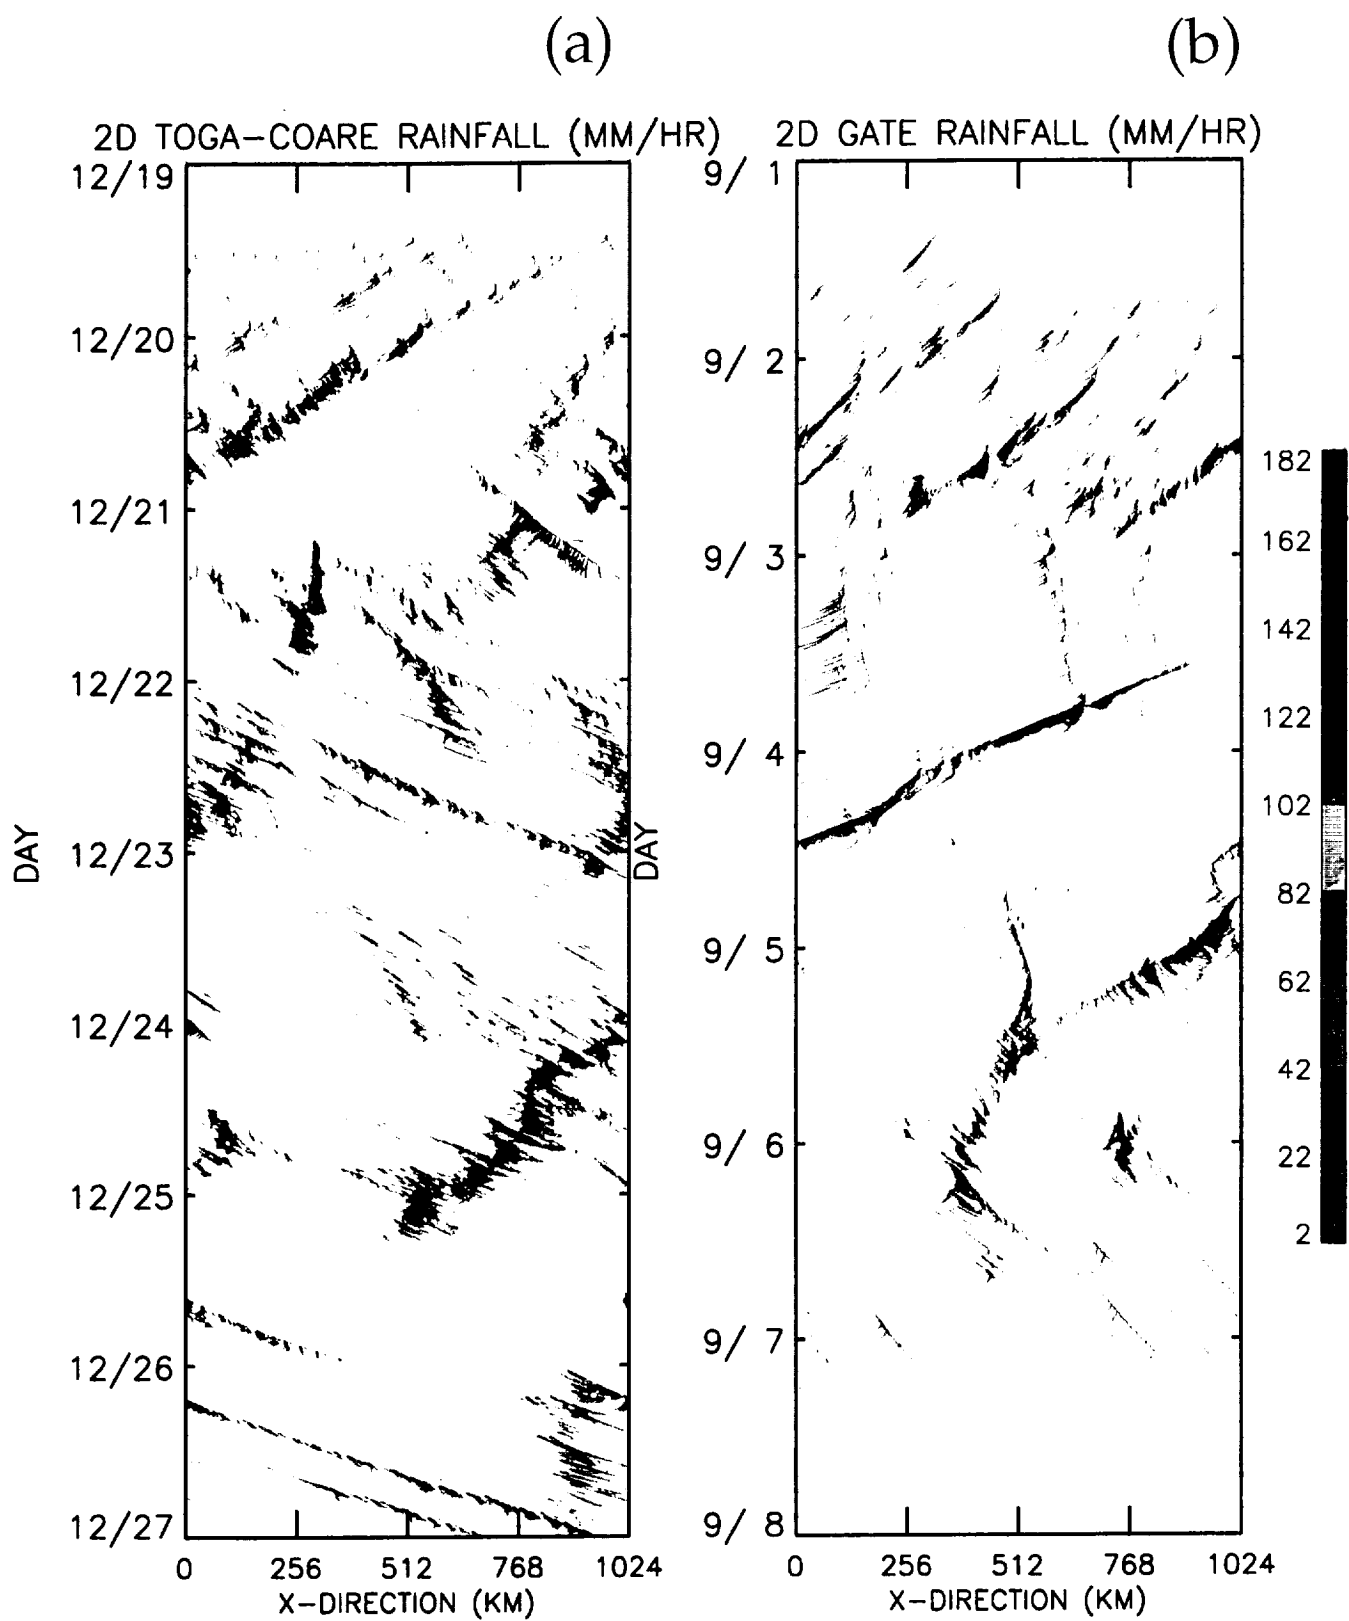 (a)
(b)
2D TOGA-COARE RAINFALL (MM/HR)
2D GATE RAINFALL (MM/HR)
12/19
12/20
12/21
12/22
12/23
12/24
12/25
12/26
12/27
DAY
0 256 512 768 1024
X-DIRECTION (KM)
9/ 1
9/ 2
9/ 3
9/ 4
9/ 5
9/ 6
9/ 7
9/ 8
DAY
0 256 512 768 1024
X-DIRECTION (KM)
182
162
142
122
102
82
62
42
22
2